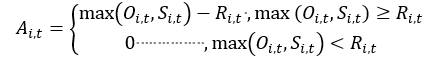 A_{i,t} = { max(O_{i,t}, S_{i,t}) − R_{i,t}, max (O_{i,t}, S_{i,t}) ≥ R_{i,t}
0⋯⋯⋯⋯⋯, max(O_{i,t}, S_{i,t}) < R_{i,t}